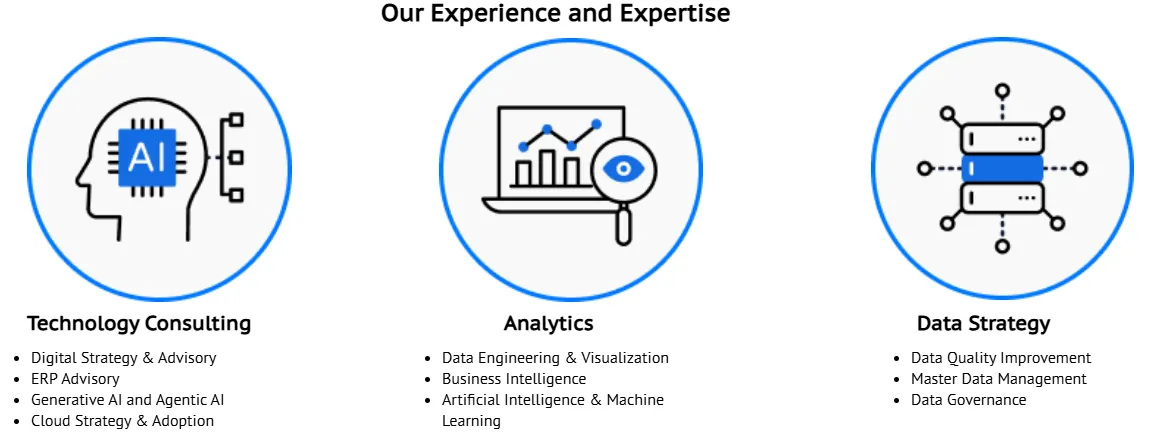 Our Experience and Expertise
AI
Technology Consulting
• Digital Strategy & Advisory
• ERP Advisory
• Generative AI and Agentic AI
• Cloud Strategy & Adoption
Analytics
• Data Engineering & Visualization
• Business Intelligence
• Artificial Intelligence & Machine
Learning
Data Strategy
• Data Quality Improvement
• Master Data Management
• Data Governance